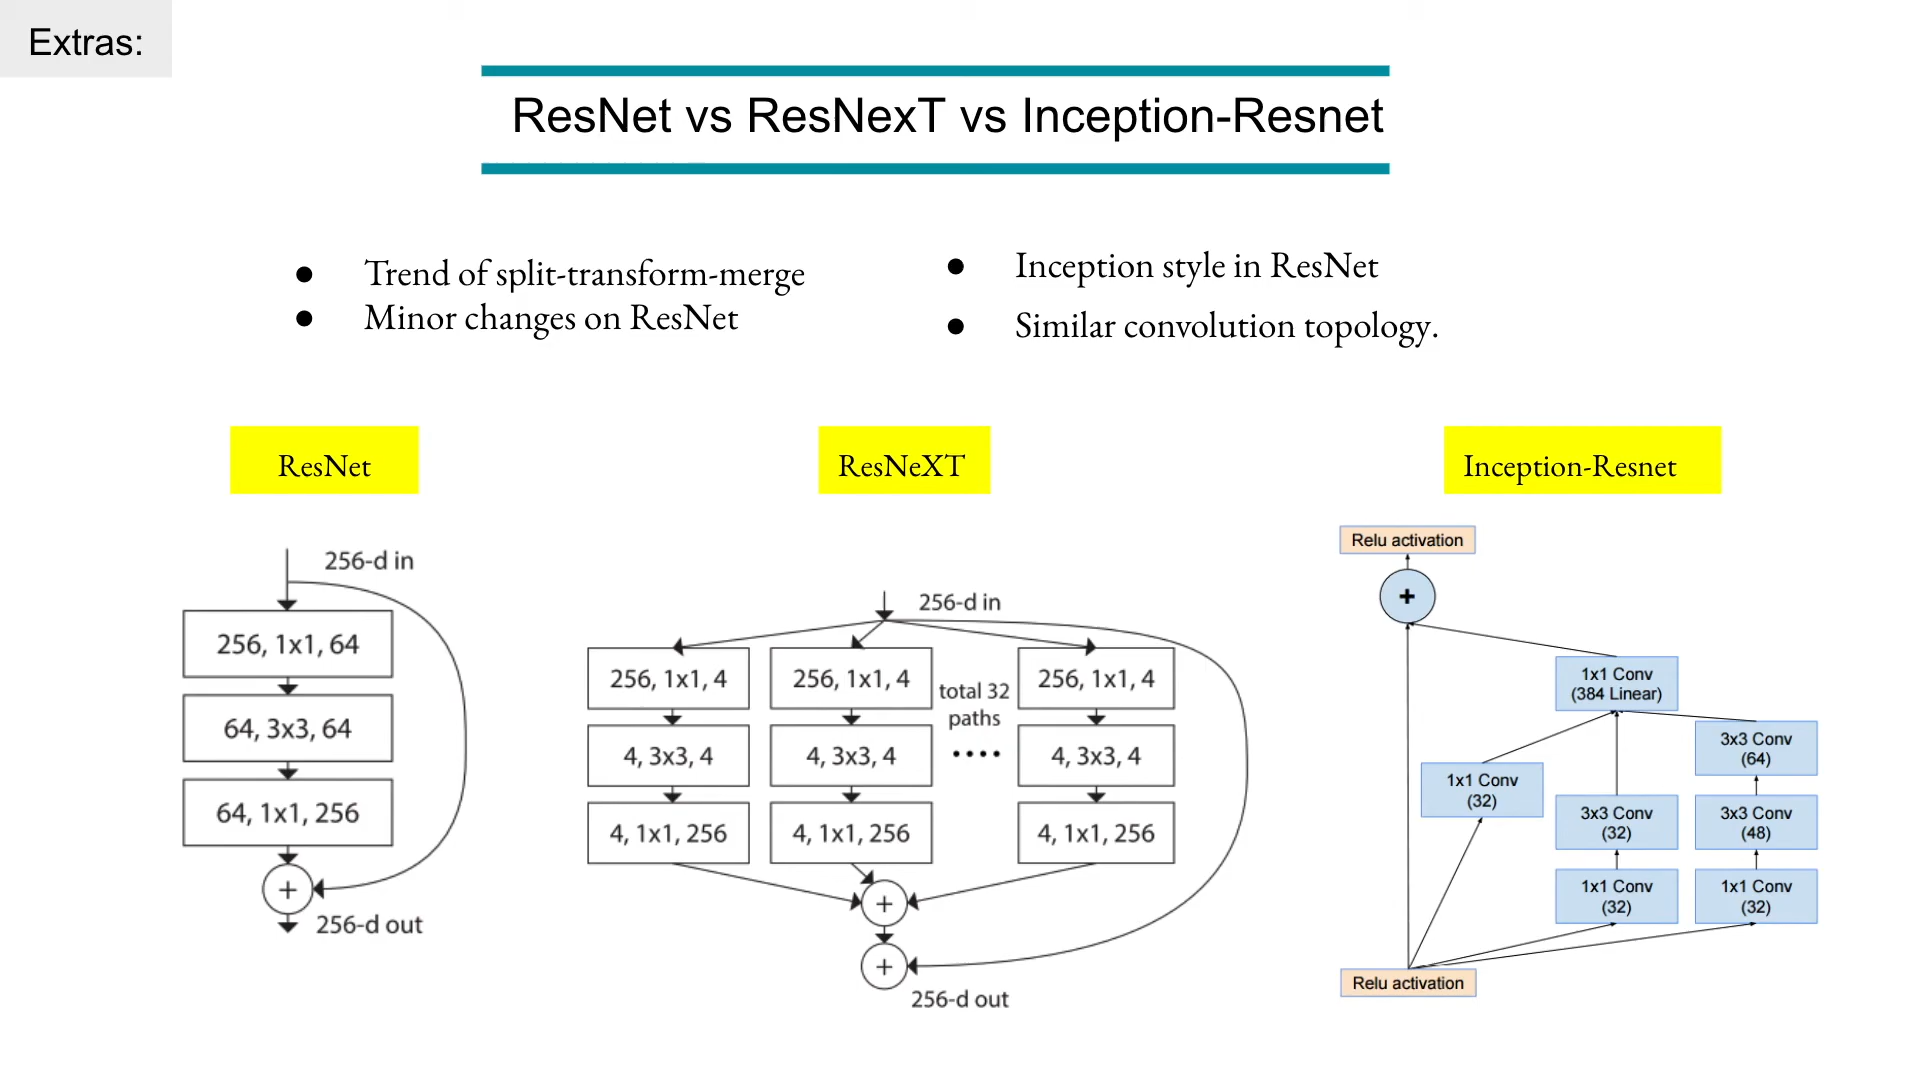 Extras:
ResNet vs ResNexT vs Inception-Resnet
● Trend of split-transform-merge
● Minor changes on ResNet
● Inception style in ResNet
● Similar convolution topology.
ResNet
256-d in
256, 1x1, 64
64, 3x3, 64
64, 1x1, 256
+
256-d out
ResNeXT
256-d in
256, 1x1, 4
256, 1x1, 4
total 32
paths
256, 1x1, 4
4, 3x3, 4
4, 3x3, 4
....
4, 3x3, 4
4, 1x1, 256
4, 1x1, 256
4, 1x1, 256
+
+
256-d out
Inception-Resnet
Relu activation
+
1x1 Conv
(384 Linear)
1x1 Conv
(32)
3x3 Conv
(32)
1x1 Conv
(32)
3x3 Conv
(64)
3x3 Conv
(48)
1x1 Conv
(32)
Relu activation